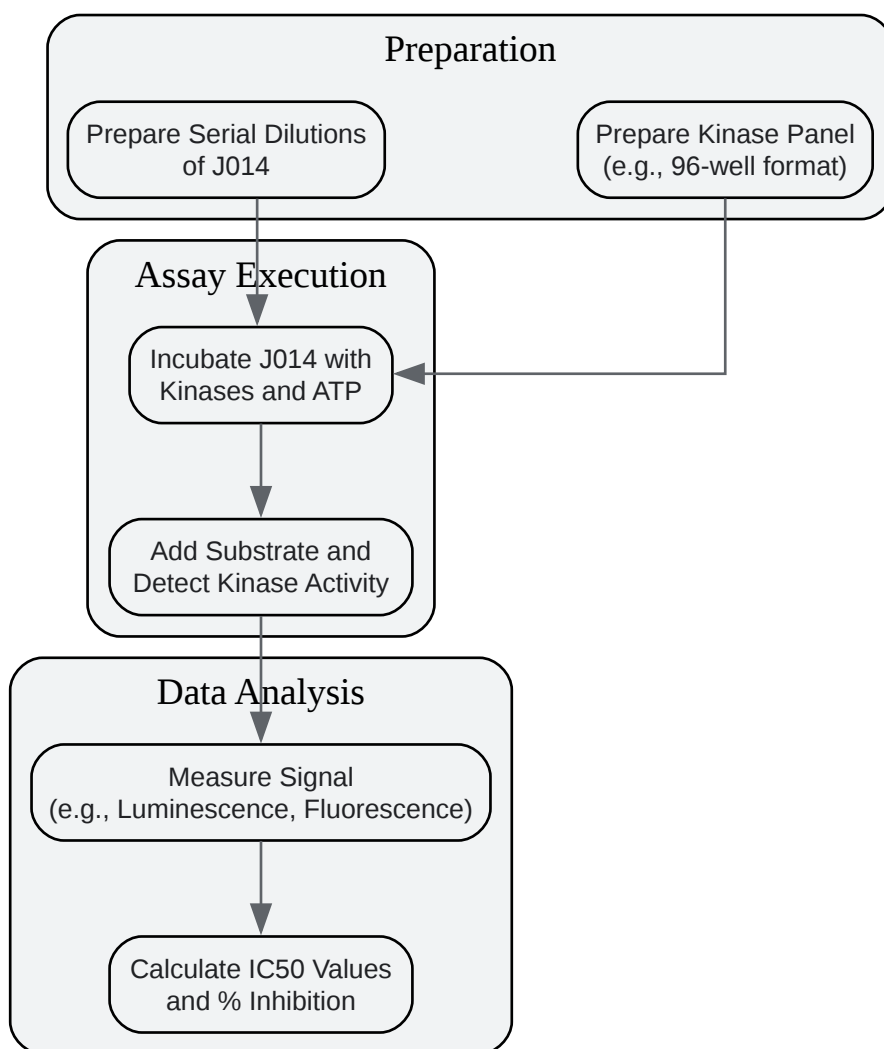 Preparation
Prepare Serial Dilutions
of J014
Prepare Kinase Panel
(e.g., 96-well format)
Assay Execution
Incubate J014 with
Kinases and ATP
Add Substrate and
Detect Kinase Activity
Data Analysis
Measure Signal
(e.g., Luminescence, Fluorescence)
Calculate IC50 Values
and % Inhibition